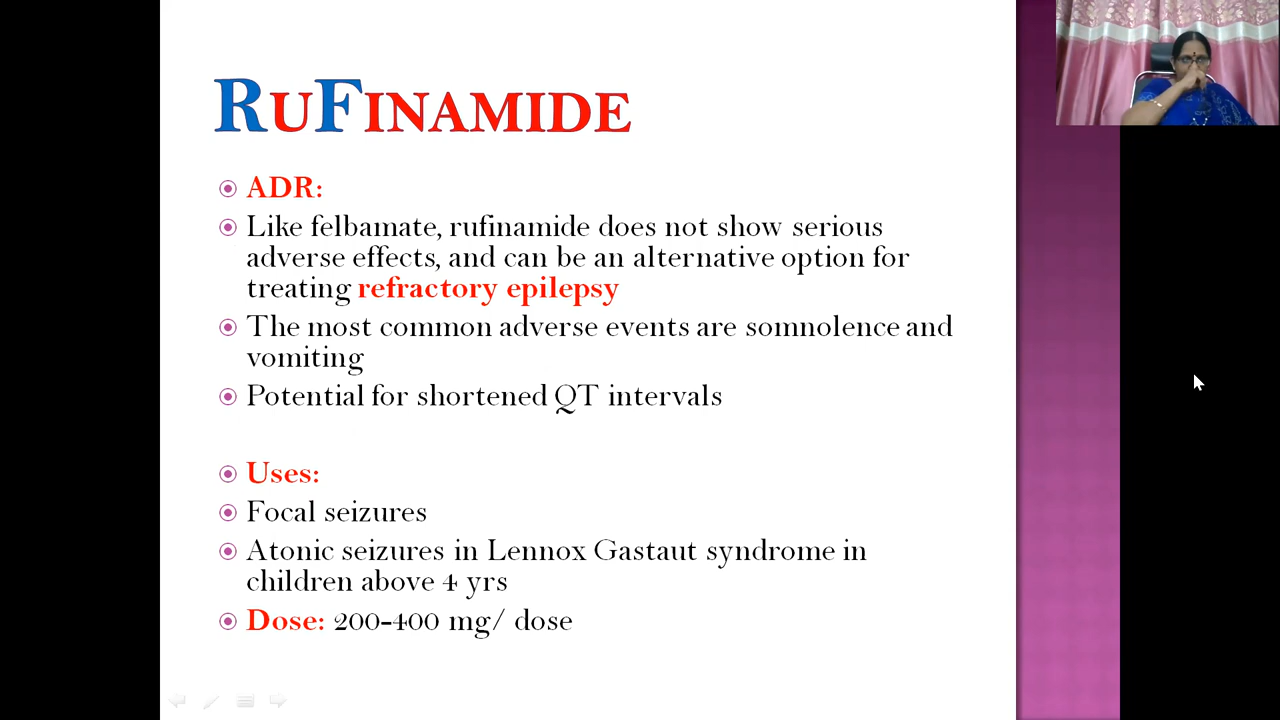 RUFINAMIDE
ADR:
Like felbamate, rufinamide does not show serious
adverse effects, and can be an alternative option for
treating refractory epilepsy
The most common adverse events are somnolence and
vomiting
Potential for shortened QT intervals
Uses:
Focal seizures
Atonic seizures in Lennox Gastaut syndrome in
children above 4 yrs
Dose: 200-400 mg/ dose